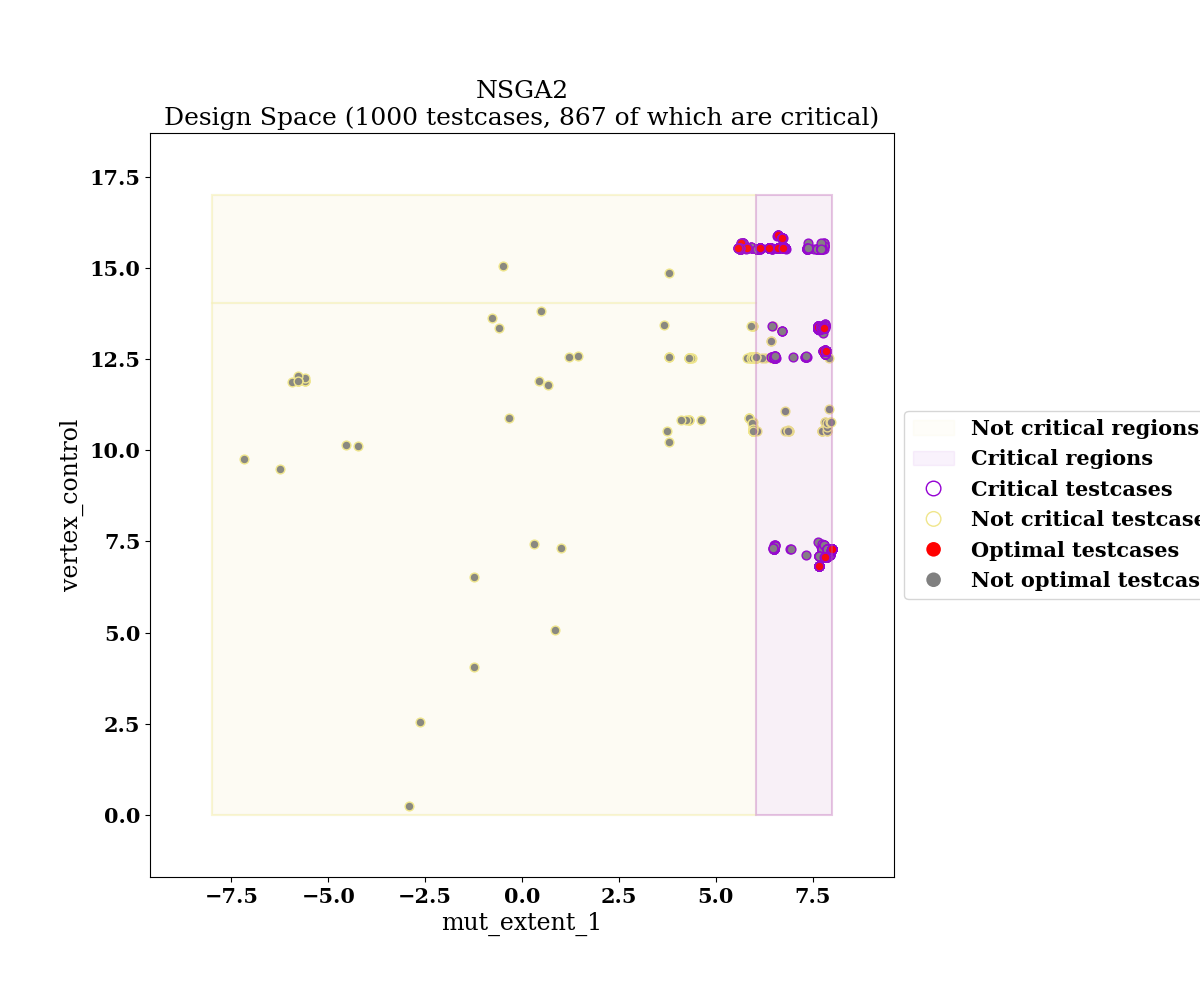 NSGA2
Design Space (1000 testcases, 867 of which are critical)
17.5
15.0
12.5
10.0
7.5
5.0
2.5
0.0
vertex_control
−7.5
−5.0
−2.5
0.0
2.5
5.0
7.5
mut_extent_1
Not critical regions
Critical regions
Critical testcases
Not critical testcase
Optimal testcases
Not optimal testcas